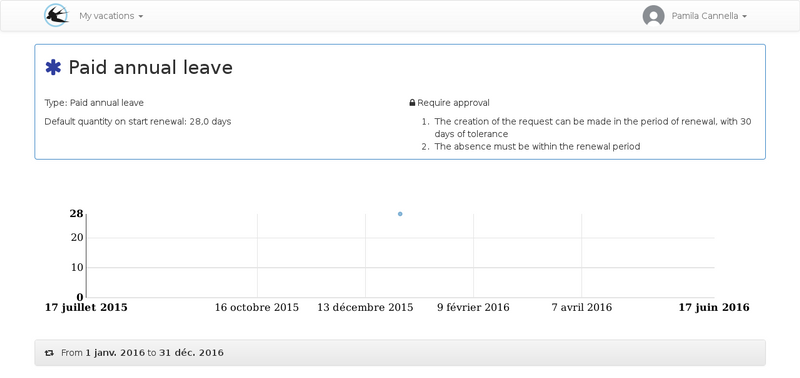 My vacations
Pamila Cannella
Paid annual leave
Type: Paid annual leave
Default quantity on start renewal: 28,0 days
Require approval
1. The creation of the request can be made in the period of renewal, with 30
days of tolerance
2. The absence must be within the renewal period
28
20
10
0
17 juillet 2015
16 octobre 2015
13 décembre 2015
9 février 2016
7 avril 2016
17 juin 2016
From 1 janv. 2016 to 31 déc. 2016